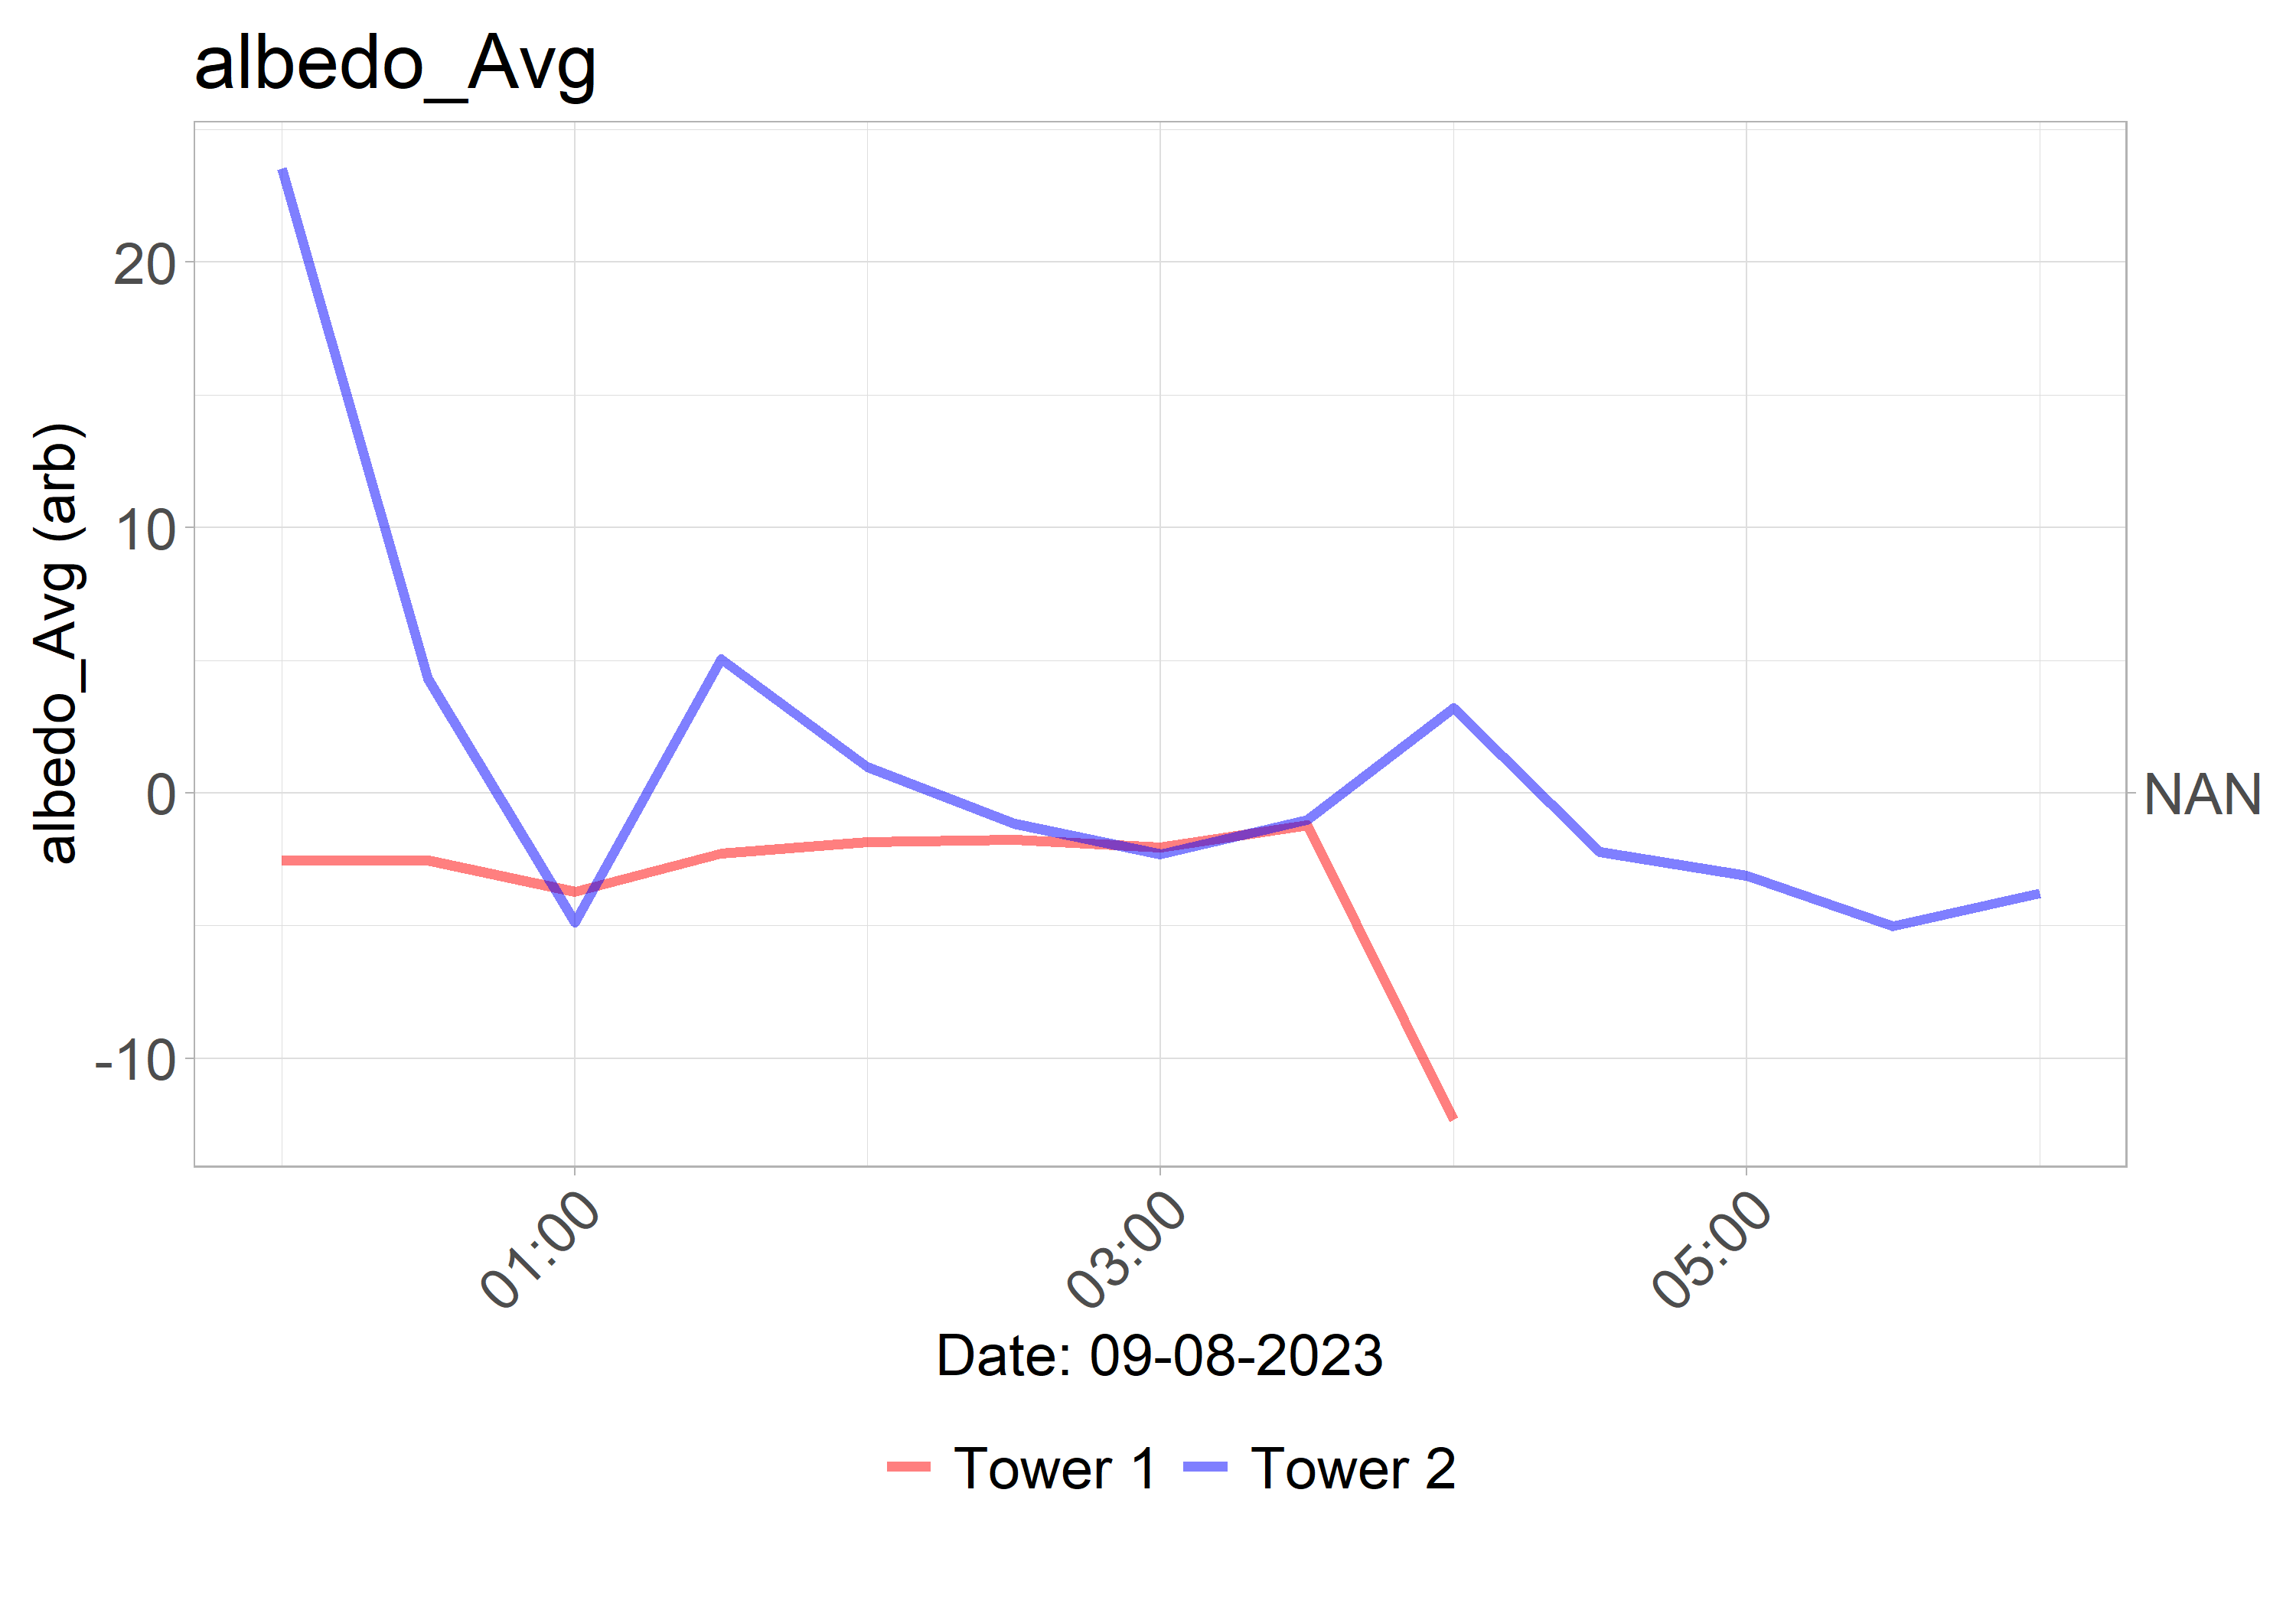 albedo_Avg
albedo_Avg (arb)
20
10
0
-10
NAN
01:00
03:00
05:00
Date: 09-08-2023
Tower 1
Tower 2